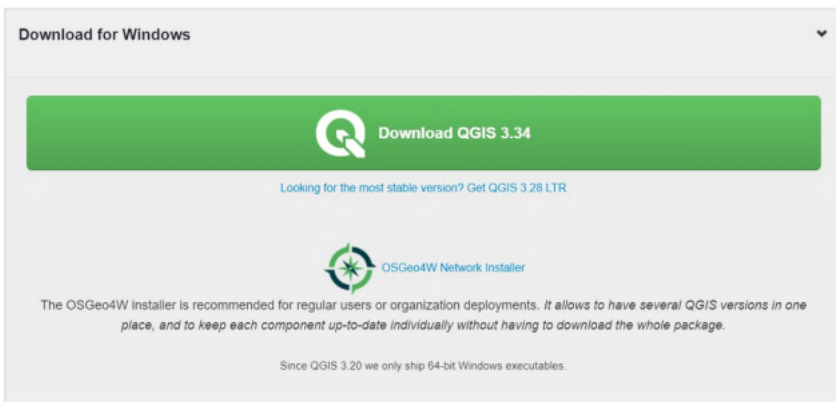 Download for Windows
Download QGIS 3.34
Looking for the most stable version? Get QGIS 3.28 LTR
OSGeo4W Network Installer
The OSGeo4W installer is recommended for regular users or organization deployments. It allows to have several QGIS versions in one
place, and to keep each component up-to-date individually without having to download the whole package.
Since QGIS 3.20 we only ship 64-bit Windows executables.